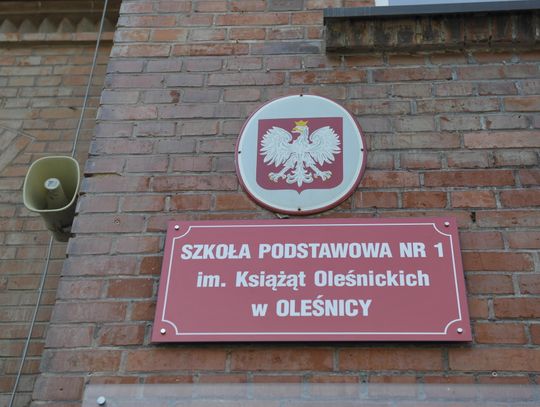 SZKOŁA PODSTAWOWA NR 1
im. Książąt Oleśnickich
w OLEŚNICY